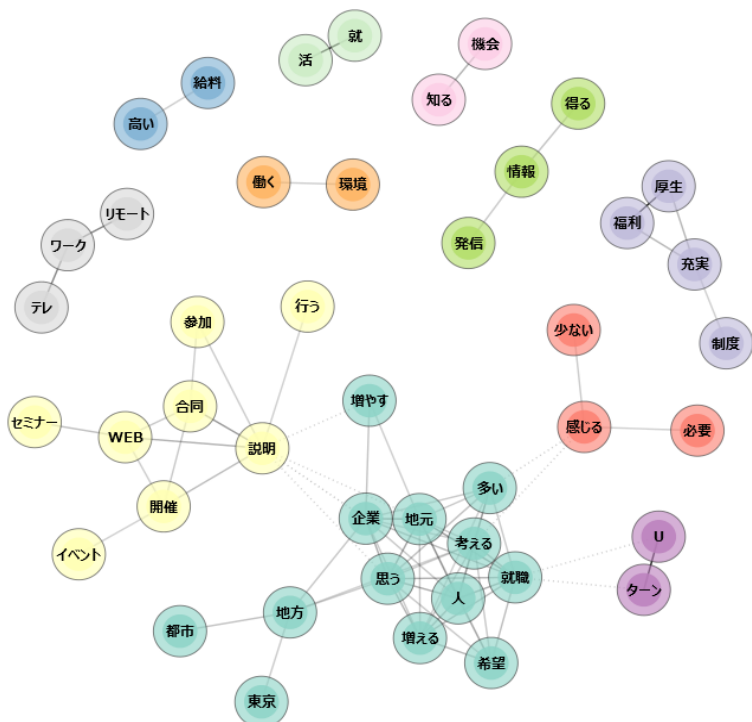 就
活
機会
給料
知る
高い
得る
情報
働く
環境
厚生
福利
リモート
ワーク
発信
充実
テレ
行う
参加
少ない
制度
増やす
合同
セミナー
WEB
説明
感じる
必要
多い
開催
企業
地元
考える
U
イベント
思う
就職
人
ターン
地方
都市
増える
希望
東京